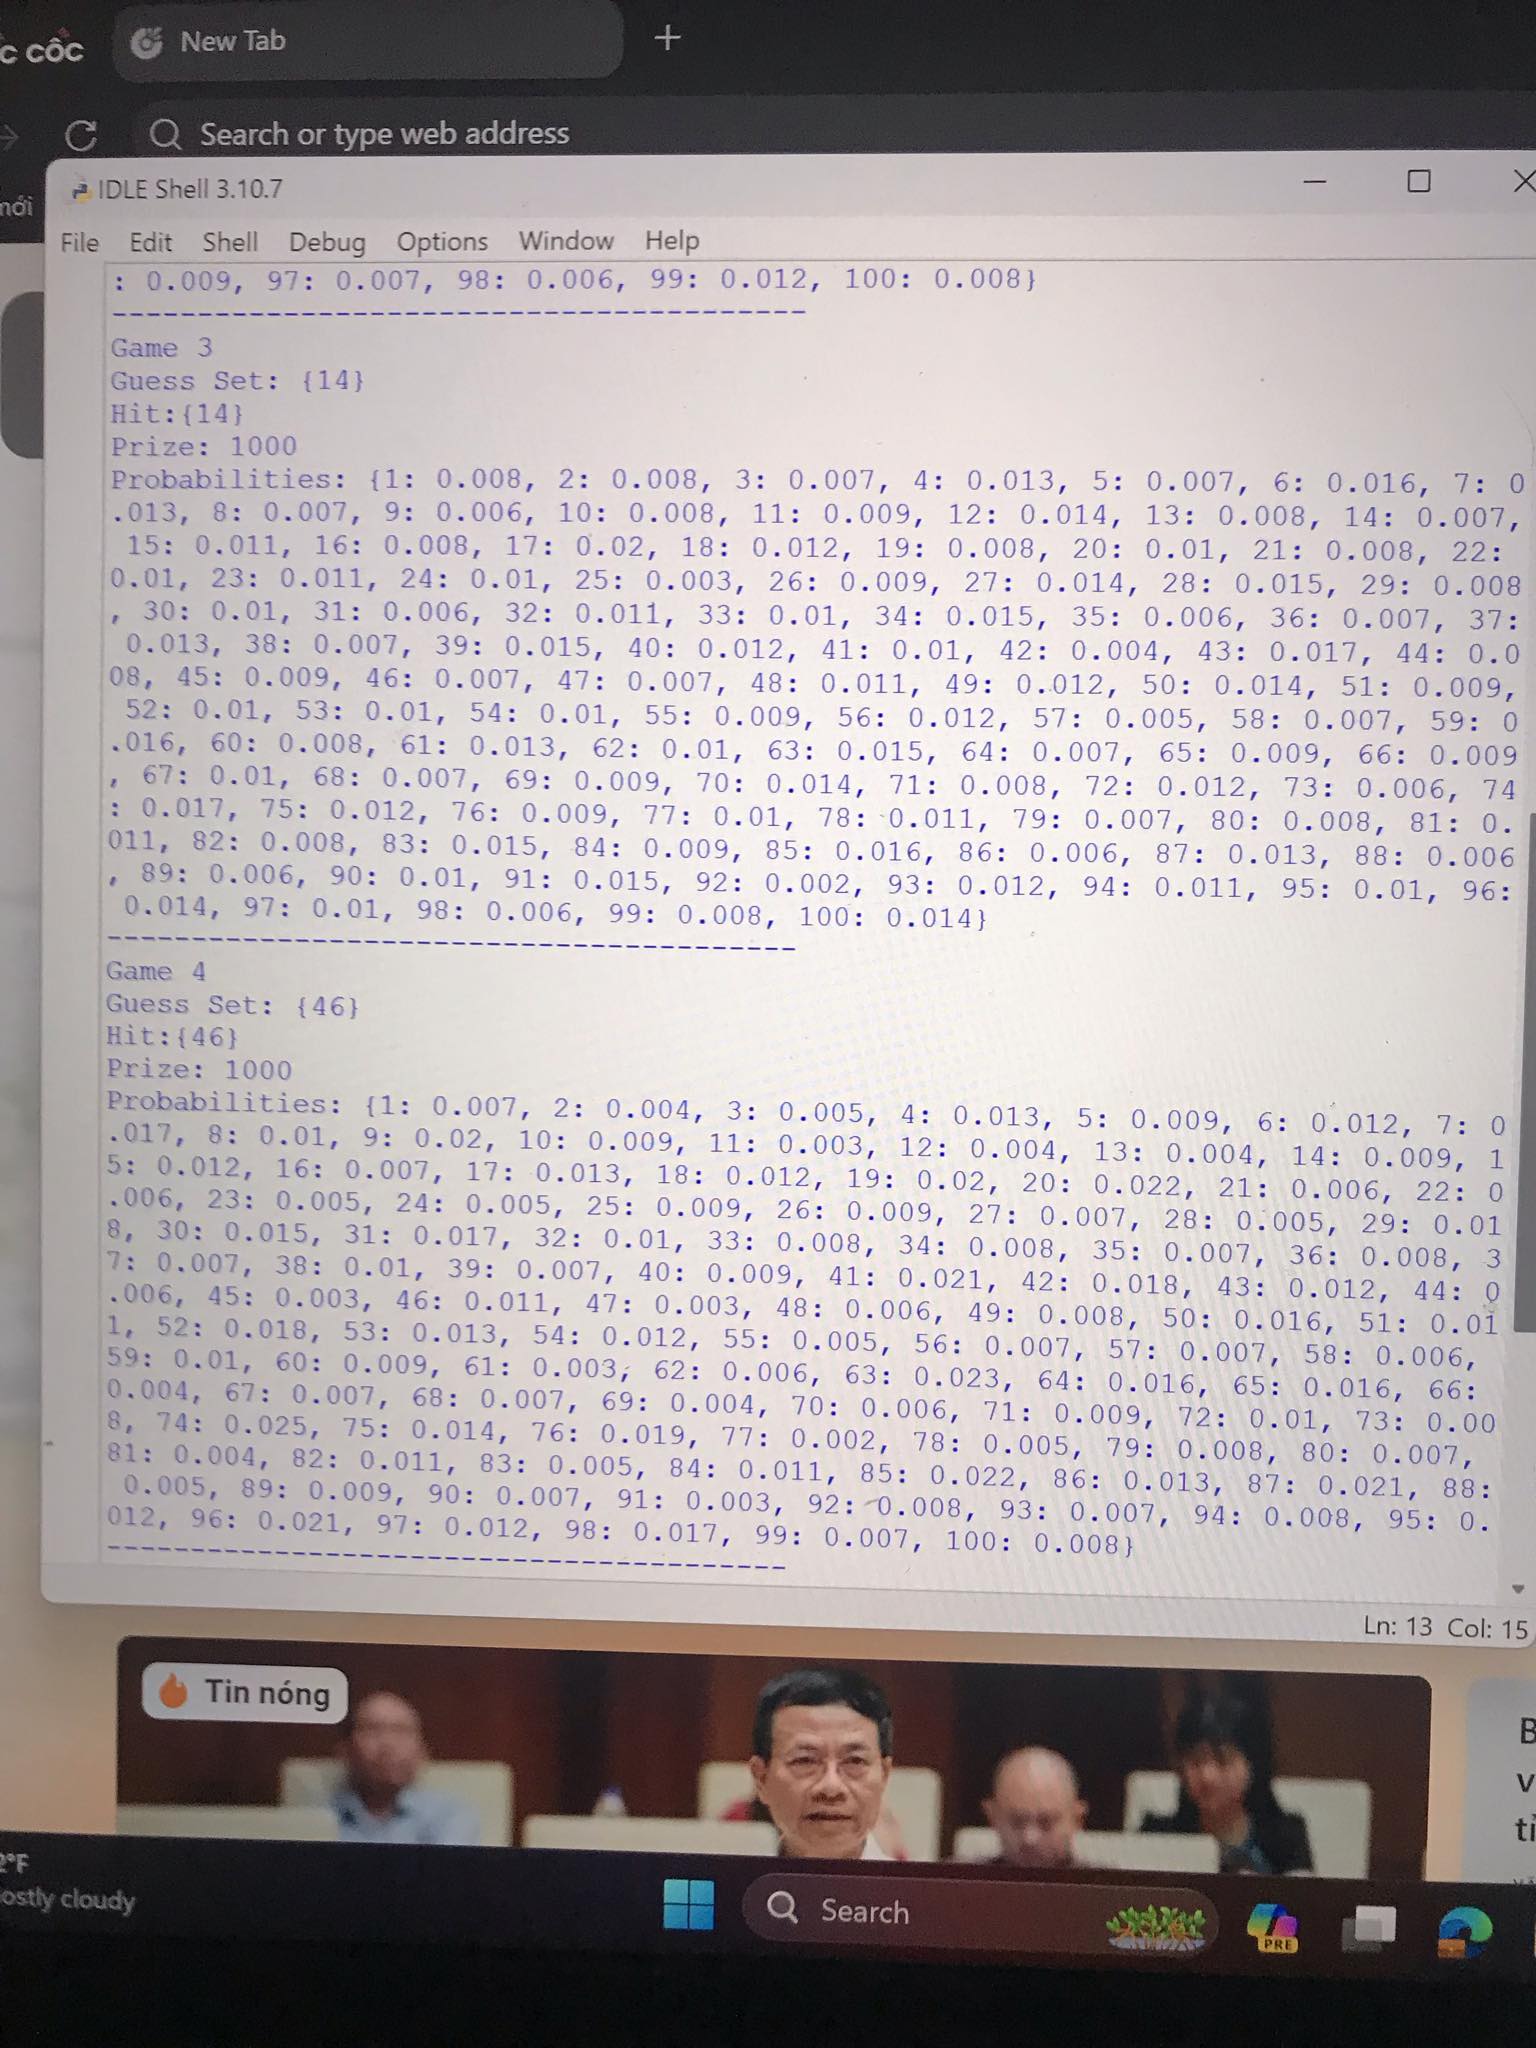 c cốc
New Tab
Search or type web address
mới
IDLE Shell 3.10.7
File Edit Shell Debug Options Window Help
: 0.009, 97: 0.007, 98: 0.006, 99: 0.012, 100: 0.008}
----------------------------------------
Game 3
Guess Set: {14}
Hit:{14}
Prize: 1000
Probabilities: {1: 0.008, 2: 0.008, 3: 0.007, 4: 0.013, 5: 0.007, 6: 0.016, 7: 0
.013, 8: 0.007, 9: 0.006, 10: 0.008, 11: 0.009, 12: 0.014, 13: 0.008, 14: 0.007,
15: 0.011, 16: 0.008, 17: 0.02, 18: 0.012, 19: 0.008, 20: 0.01, 21: 0.008, 22:
0.01, 23: 0.011, 24: 0.01, 25: 0.003, 26: 0.009, 27: 0.014, 28: 0.015, 29: 0.008
, 30: 0.01, 31: 0.006, 32: 0.011, 33: 0.01, 34: 0.015, 35: 0.006, 36: 0.007, 37:
0.013, 38: 0.007, 39: 0.015, 40: 0.012, 41: 0.01, 42: 0.004, 43: 0.017, 44: 0.0
08, 45: 0.009, 46: 0.007, 47: 0.007, 48: 0.011, 49: 0.012, 50: 0.014, 51: 0.009,
52: 0.01, 53: 0.01, 54: 0.01, 55: 0.009, 56: 0.012, 57: 0.005, 58: 0.007, 59: 0
.016, 60: 0.008, 61: 0.013, 62: 0.01, 63: 0.015, 64: 0.007, 65: 0.009, 66: 0.009
, 67: 0.01, 68: 0.007, 69: 0.009, 70: 0.014, 71: 0.008, 72: 0.012, 73: 0.006, 74
: 0.017, 75: 0.012, 76: 0.009, 77: 0.01, 78: 0.011, 79: 0.007, 80: 0.008, 81: 0.
011, 82: 0.008, 83: 0.015, 84: 0.009, 85: 0.016, 86: 0.006, 87: 0.013, 88: 0.006
, 89: 0.006, 90: 0.01, 91: 0.015, 92: 0.002, 93: 0.012, 94: 0.011, 95: 0.01, 96:
0.014, 97: 0.01, 98: 0.006, 99: 0.008, 100: 0.014}
----------------------------------------
Game 4
Guess Set: {46}
Hit:{46}
Prize: 1000
Probabilities: {1: 0.007, 2: 0.004, 3: 0.005, 4: 0.013, 5: 0.009, 6: 0.012, 7: 0
.017, 8: 0.01, 9: 0.02, 10: 0.009, 11: 0.003, 12: 0.004, 13: 0.004, 14: 0.009, 1
5: 0.012, 16: 0.007, 17: 0.013, 18: 0.012, 19: 0.02, 20: 0.022, 21: 0.006, 22: 0
.006, 23: 0.005, 24: 0.005, 25: 0.009, 26: 0.009, 27: 0.007, 28: 0.005, 29: 0.01
8, 30: 0.015, 31: 0.017, 32: 0.01, 33: 0.008, 34: 0.008, 35: 0.007, 36: 0.008, 3
7: 0.007, 38: 0.01, 39: 0.007, 40: 0.009, 41: 0.021, 42: 0.018, 43: 0.012, 44: 0
.006, 45: 0.003, 46: 0.011, 47: 0.003, 48: 0.006, 49: 0.008, 50: 0.016, 51: 0.01
1, 52: 0.018, 53: 0.013, 54: 0.012, 55: 0.005, 56: 0.007, 57: 0.007, 58: 0.006,
59: 0.01, 60: 0.009, 61: 0.003, 62: 0.006, 63: 0.023, 64: 0.016, 65: 0.016, 66:
0.004, 67: 0.007, 68: 0.007, 69: 0.004, 70: 0.006, 71: 0.009, 72: 0.01, 73: 0.00
8, 74: 0.025, 75: 0.014, 76: 0.019, 77: 0.002, 78: 0.005, 79: 0.008, 80: 0.007,
81: 0.004, 82: 0.011, 83: 0.005, 84: 0.011, 85: 0.022, 86: 0.013, 87: 0.021, 88:
0.005, 89: 0.009, 90: 0.007, 91: 0.003, 92: 0.008, 93: 0.007, 94: 0.008, 95: 0.
012, 96: 0.021, 97: 0.012, 98: 0.017, 99: 0.007, 100: 0.008}
----------------------------------------
Ln: 13 Col: 15
Tin nóng
2°F
ostly cloudy
Search
PRE